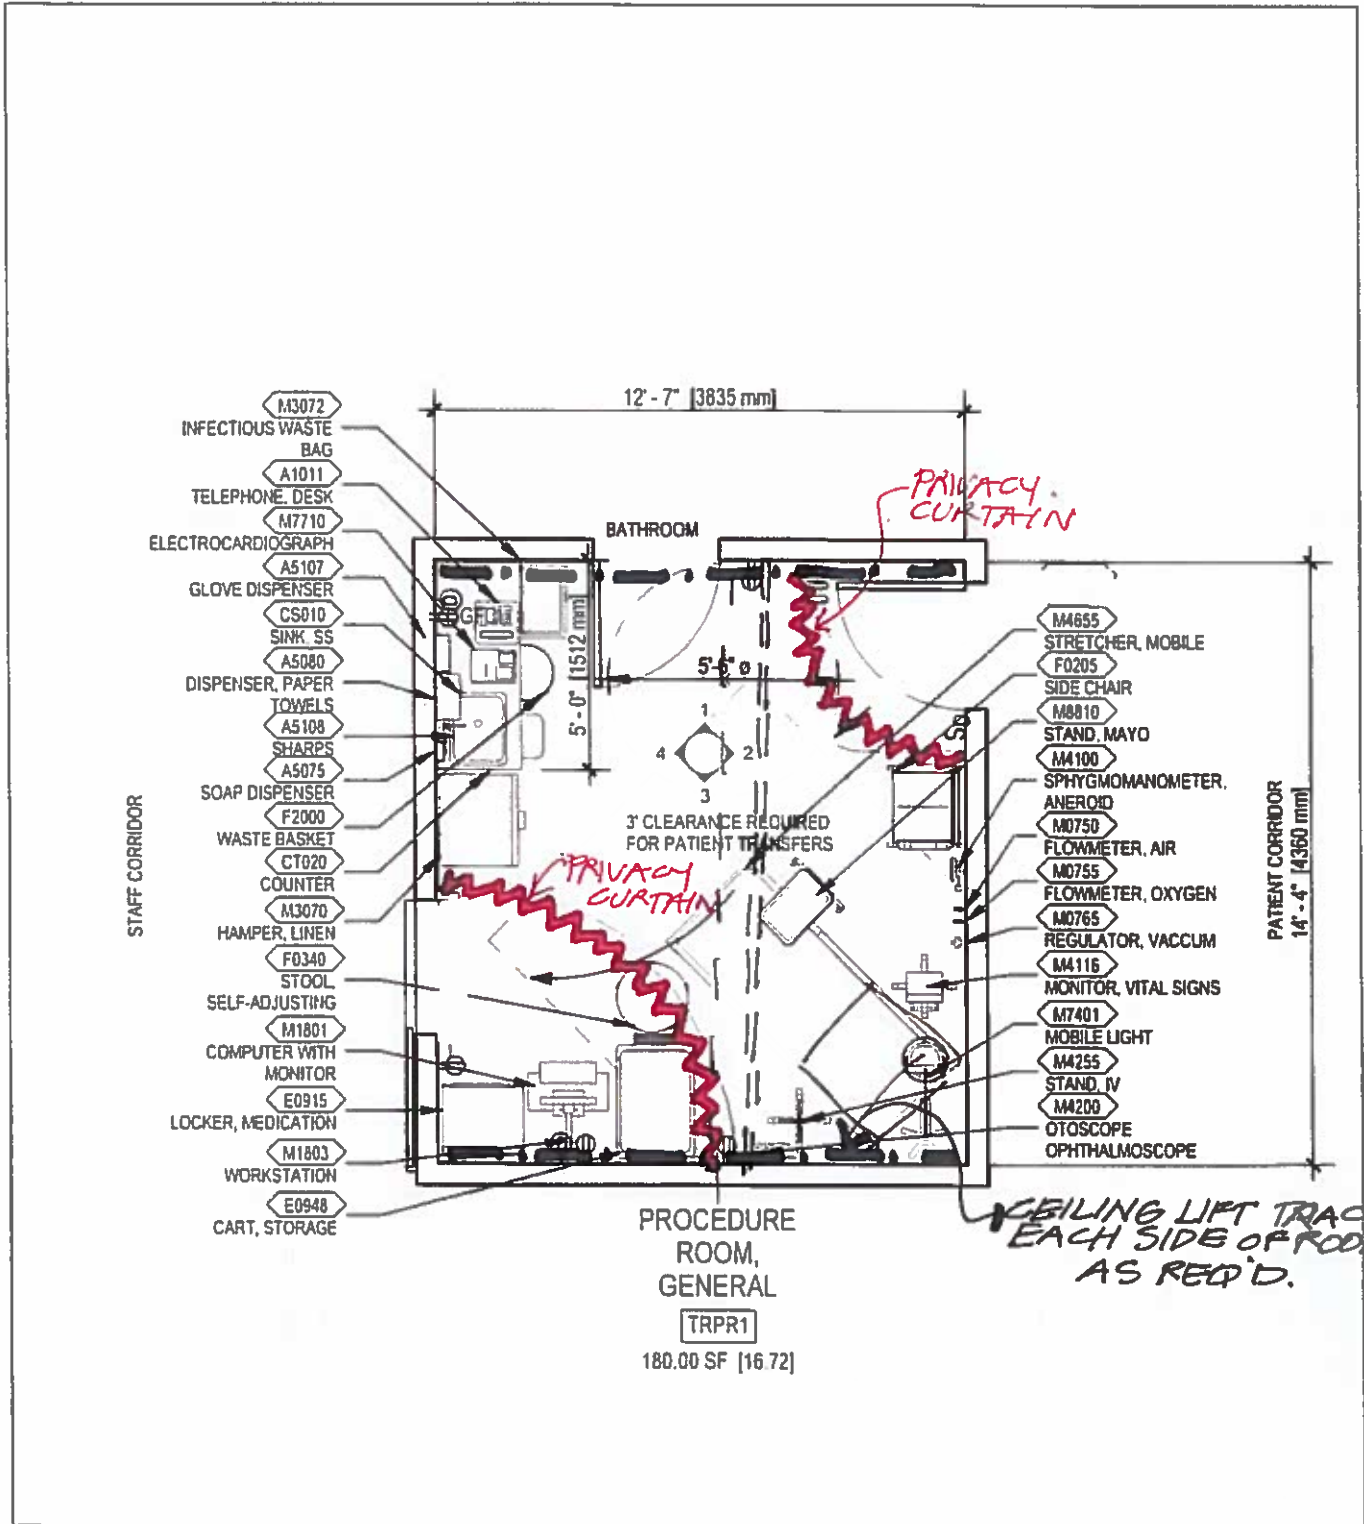 12' - 7" [3835 mm]
M3072
INFECTIOUS WASTE
BAG
A1011
TELEPHONE, DESK
M7710
ELECTROCARDIOGRAPH
A5107
GLOVE DISPENSER
CS010
SINK, SS
A5080
DISPENSER, PAPER
TOWELS
A5108
SHARPS
A5075
SOAP DISPENSER
F2000
WASTE BASKET
CT020
COUNTER
M3070
HAMPER, LINEN
F0340
STOOL,
SELF-ADJUSTING
M1801
COMPUTER WITH
MONITOR
E0915
LOCKER, MEDICATION
M1803
WORKSTATION
E0948
CART, STORAGE
STAFF CORRIDOR
BATHROOM
PRIVACY
CURTAIN
GFCI
5' - 0" [1512 mm]
5'-6" ø
1
4 2
3
3' CLEARANCE REQUIRED
FOR PATIENT TRANSFERS
PRIVACY
CURTAIN
M4655
STRETCHER, MOBILE
F0205
SIDE CHAIR
M8810
STAND, MAYO
M4100
SPHYGMOMANOMETER,
ANEROID
M0750
FLOWMETER, AIR
M0755
FLOWMETER, OXYGEN
M0765
REGULATOR, VACCUM
M4116
MONITOR, VITAL SIGNS
M7401
MOBILE LIGHT
M4255
STAND, IV
M4200
OTOSCOPE
OPHTHALMOSCOPE
PATIENT CORRIDOR
14' - 4" [4360 mm]
CEILING LIFT TRAC
EACH SIDE OF ROO
AS REQ'D.
PROCEDURE
ROOM,
GENERAL
TRPR1
180.00 SF [16.72]